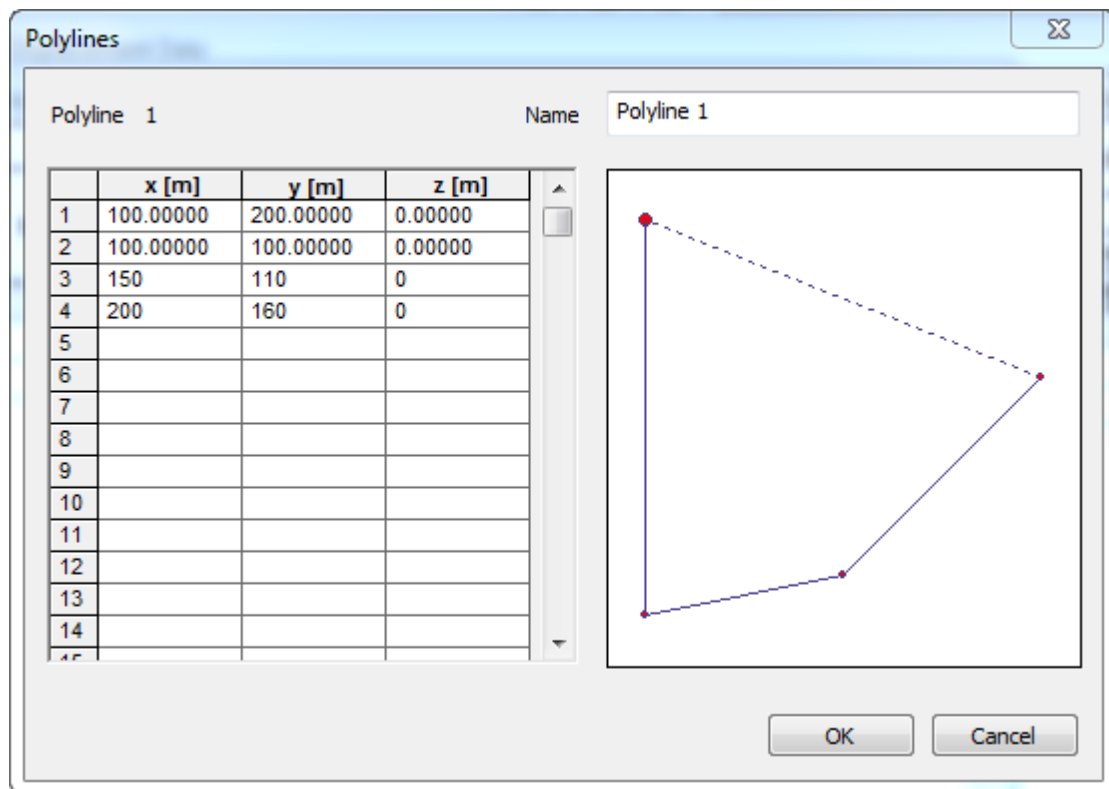 Polylines
Polyline 1 Name Polyline 1
x [m] y [m] z [m]
1 100.00000 200.00000 0.00000
2 100.00000 100.00000 0.00000
3 150 110 0
4 200 160 0
5
6
7
8
9
10
11
12
13
14
OK Cancel